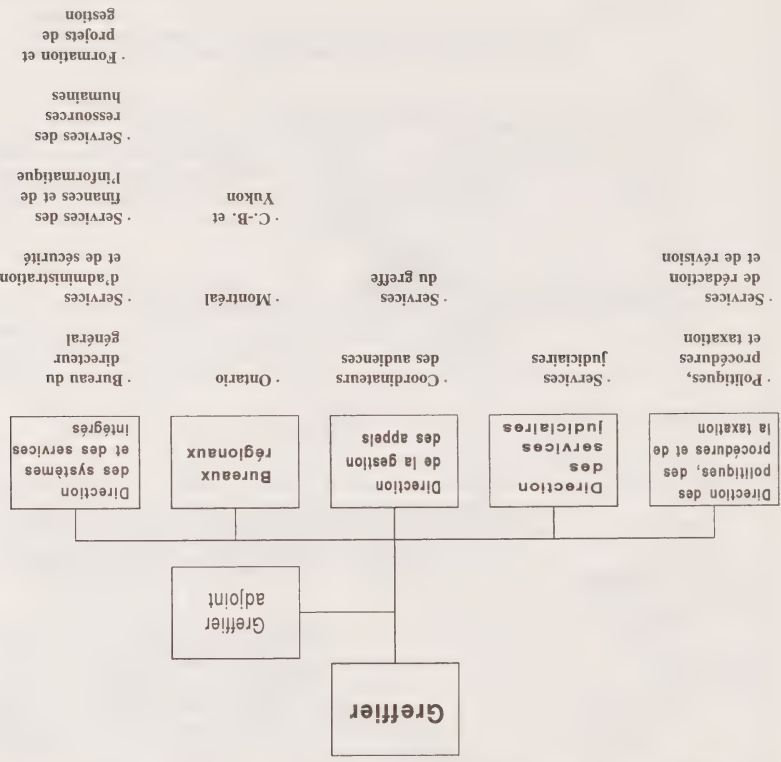 Greffier
Greffier
adjoint
Direction des
politiques, des
procédures et de
la taxation
· Politiques,
procédures
et taxation
· Services
de rédaction
et de révision
Direction
des
services
judiciaires
· Services
judiciaires
Direction
de la gestion
des appels
· Coordinateurs
des audiences
· Services
du greffe
Bureaux
régionaux
· Ontario
· Montréal
· C.-B. et
Yukon
Direction
des systèmes
et des services
intégrés
· Bureau du
directeur
général
· Services
d'administration
et de sécurité
· Services des
finances et de
l'informatique
· Services des
ressources
humaines
· Formation et
projets de
gestion